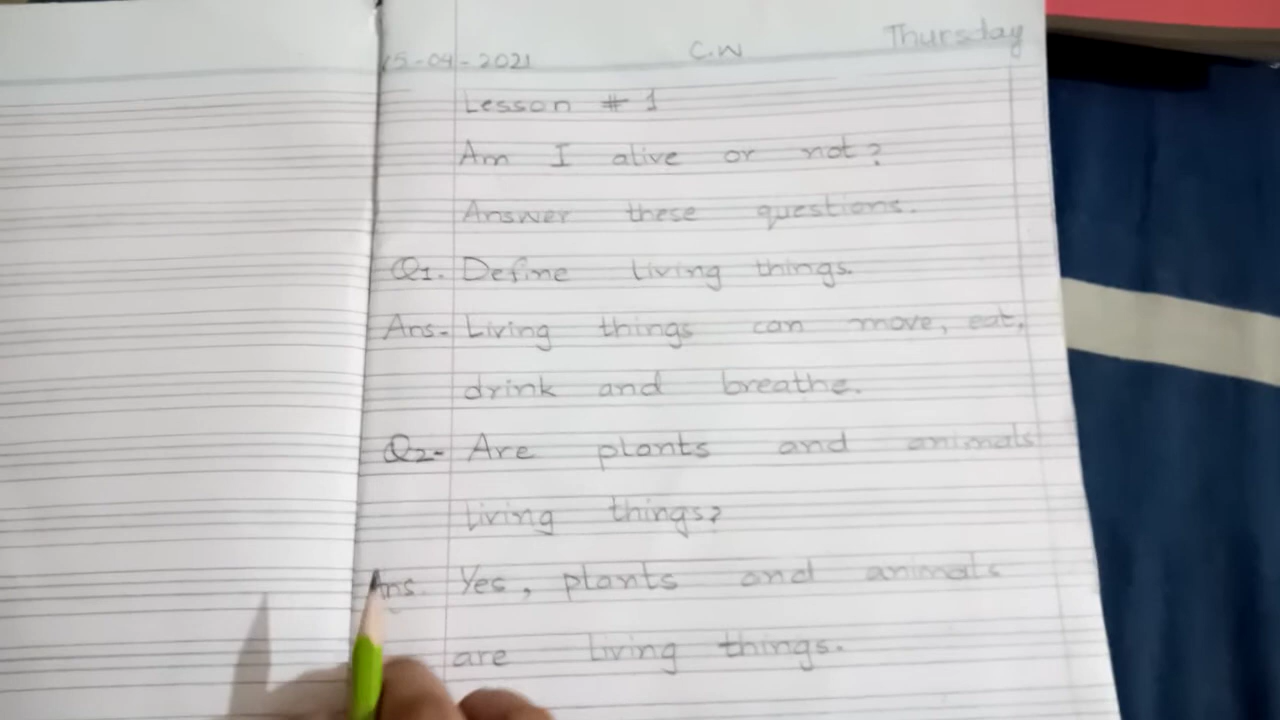 15-04-2021 C.W Thursday
Lesson # 1
Am I alive or not?
Answer these questions.
Q1. Define living things.
Ans- Living things can move, eat,
drink and breathe.
Q2- Are plants and animals
living things?
Ans. Yes, plants and animals
are living things.